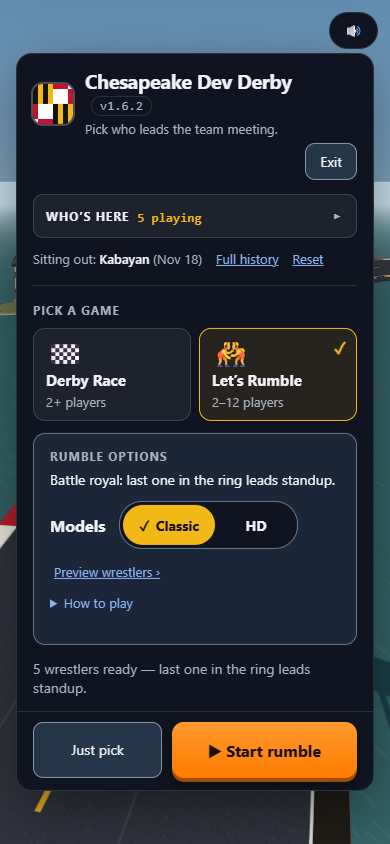 Chesapeake Dev Derby
v1.6.2
Pick who leads the team meeting.
Exit
WHO'S HERE 5 playing ▸
Sitting out: Kabayan (Nov 18) Full history Reset
PICK A GAME
Derby Race
2+ players
✓
Let's Rumble
2–12 players
RUMBLE OPTIONS
Battle royal: last one in the ring leads standup.
Models ✓ Classic HD
Preview wrestlers ›
▶ How to play
5 wrestlers ready — last one in the ring leads
standup.
Just pick
▶ Start rumble